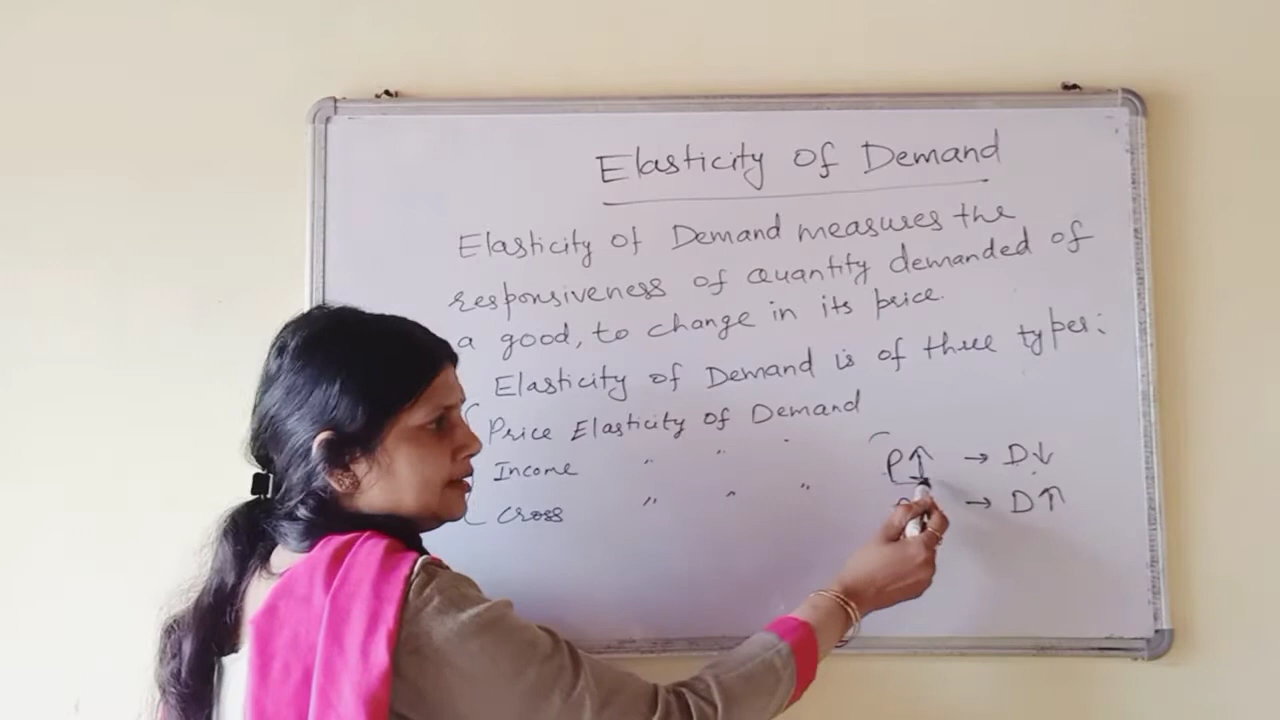 Elasticity of Demand
Elasticity of Demand measures the
responsiveness of quantity demanded of
a good, to change in its price.
Elasticity of Demand is of three types:
Price Elasticity of Demand
Income " " "
Cross " " "
P↑ → D↓
→ D↑